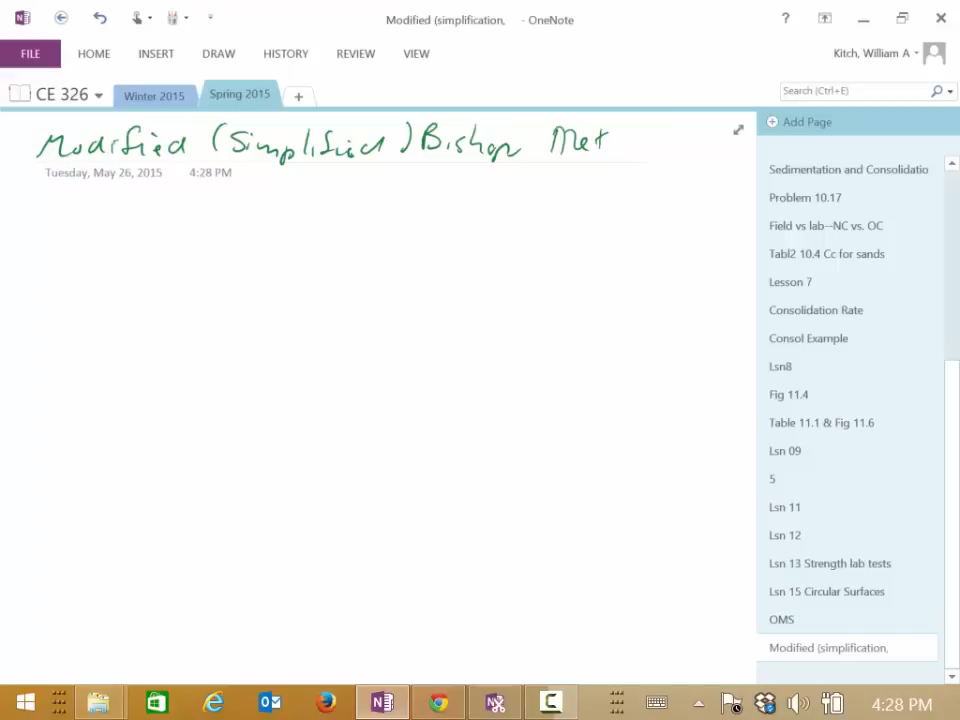 Modified (simplification, - OneNote
?
FILE HOME INSERT DRAW HISTORY REVIEW VIEW
Kitch, William A
CE 326 Winter 2015 Spring 2015 +
Search (Ctrl+E)
Modified (Simplified) Bishop Met
Tuesday, May 26, 2015 4:28 PM
Add Page
Sedimentation and Consolidatio
Problem 10.17
Field vs lab--NC vs. OC
Tabl2 10.4 Cc for sands
Lesson 7
Consolidation Rate
Consol Example
Lsn8
Fig 11.4
Table 11.1 & Fig 11.6
Lsn 09
5
Lsn 11
Lsn 12
Lsn 13 Strength lab tests
Lsn 15 Circular Surfaces
OMS
Modified (simplification,
4:28 PM